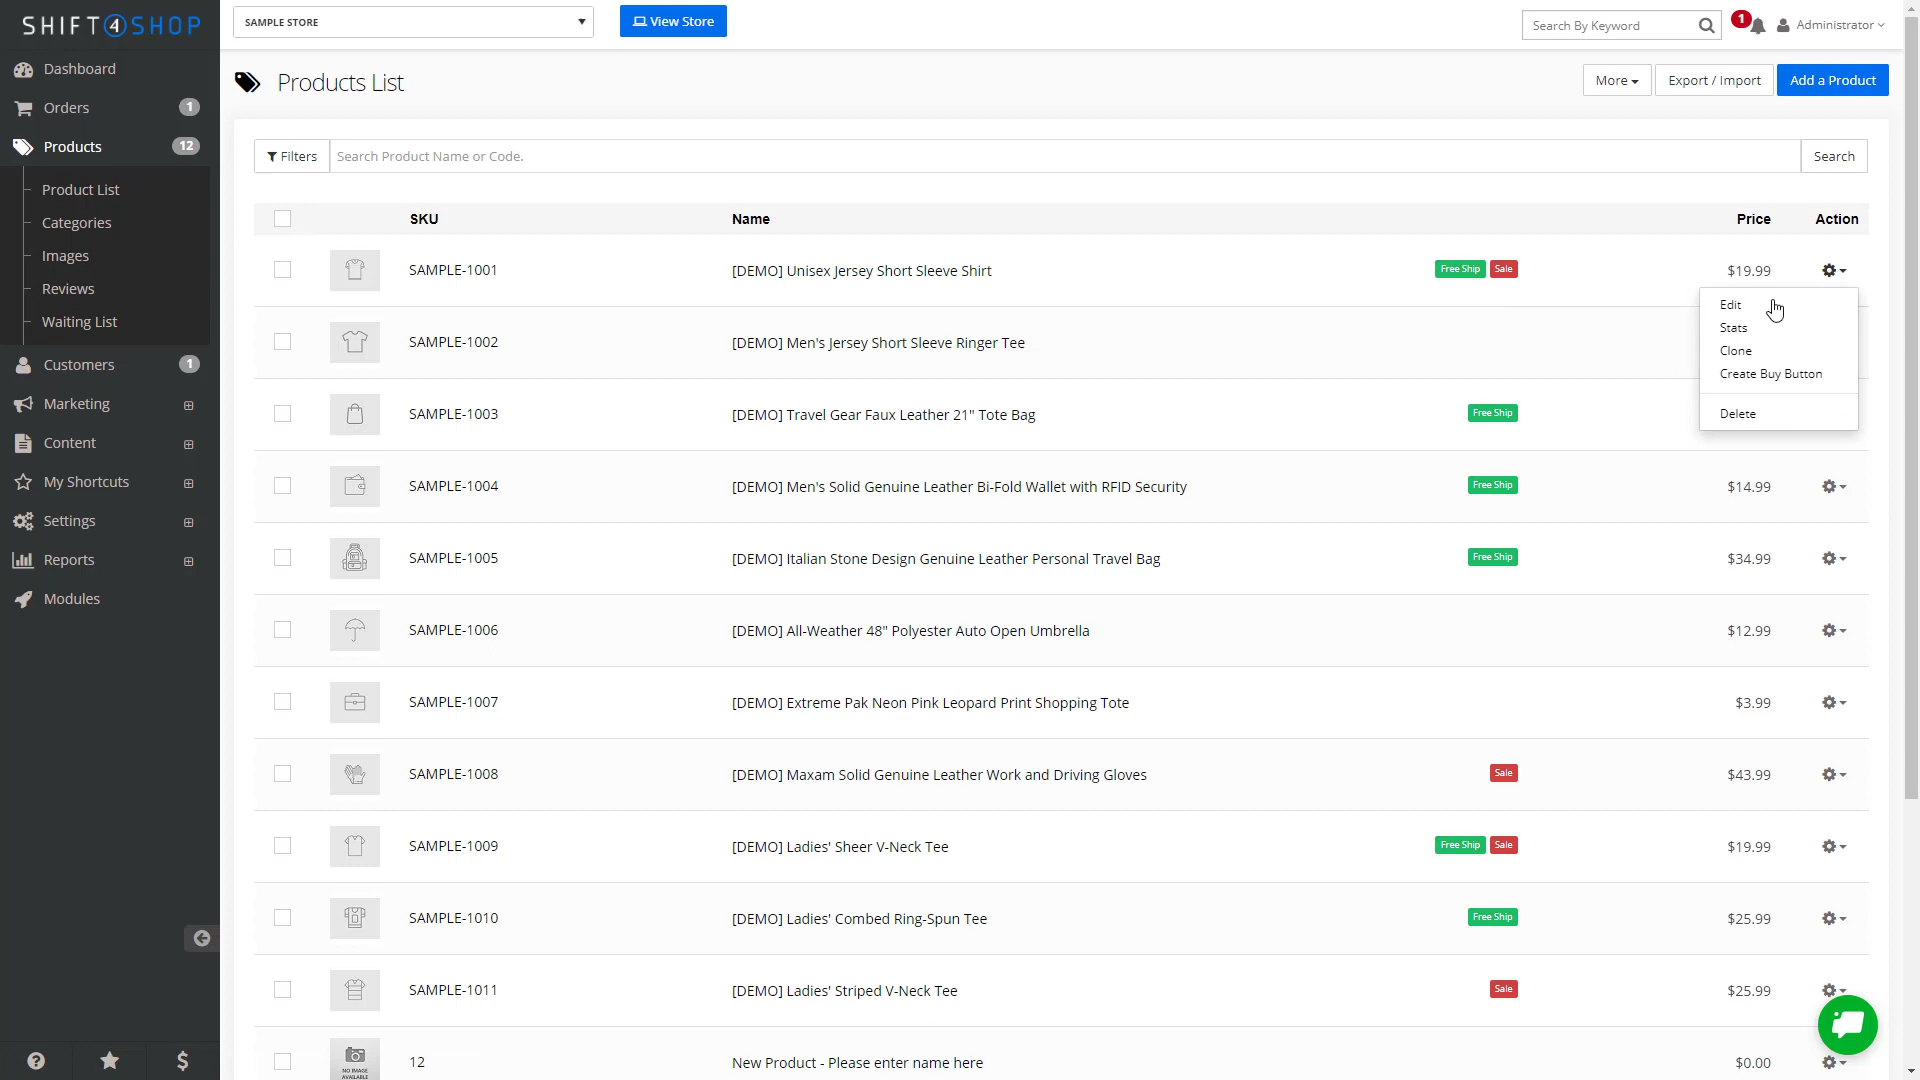 SHIFT4SHOP
SAMPLE STORE
View Store
Search By Keyword
1
Administrator
Dashboard
Orders 1
Products 12
Product List
Categories
Images
Reviews
Waiting List
Customers 1
Marketing
Content
My Shortcuts
Settings
Reports
Modules
Products List
More
Export / Import
Add a Product
Filters
Search Product Name or Code.
Search
SKU Name Price Action
SAMPLE-1001 [DEMO] Unisex Jersey Short Sleeve Shirt Free Ship Sale $19.99
Edit
Stats
Clone
Create Buy Button
Delete
SAMPLE-1002 [DEMO] Men's Jersey Short Sleeve Ringer Tee
SAMPLE-1003 [DEMO] Travel Gear Faux Leather 21" Tote Bag Free Ship
SAMPLE-1004 [DEMO] Men's Solid Genuine Leather Bi-Fold Wallet with RFID Security Free Ship $14.99
SAMPLE-1005 [DEMO] Italian Stone Design Genuine Leather Personal Travel Bag Free Ship $34.99
SAMPLE-1006 [DEMO] All-Weather 48" Polyester Auto Open Umbrella $12.99
SAMPLE-1007 [DEMO] Extreme Pak Neon Pink Leopard Print Shopping Tote $3.99
SAMPLE-1008 [DEMO] Maxam Solid Genuine Leather Work and Driving Gloves Sale $43.99
SAMPLE-1009 [DEMO] Ladies' Sheer V-Neck Tee Free Ship Sale $19.99
SAMPLE-1010 [DEMO] Ladies' Combed Ring-Spun Tee Free Ship $25.99
SAMPLE-1011 [DEMO] Ladies' Striped V-Neck Tee Sale $25.99
NO IMAGE
AVAILABLE
12 New Product - Please enter name here $0.00